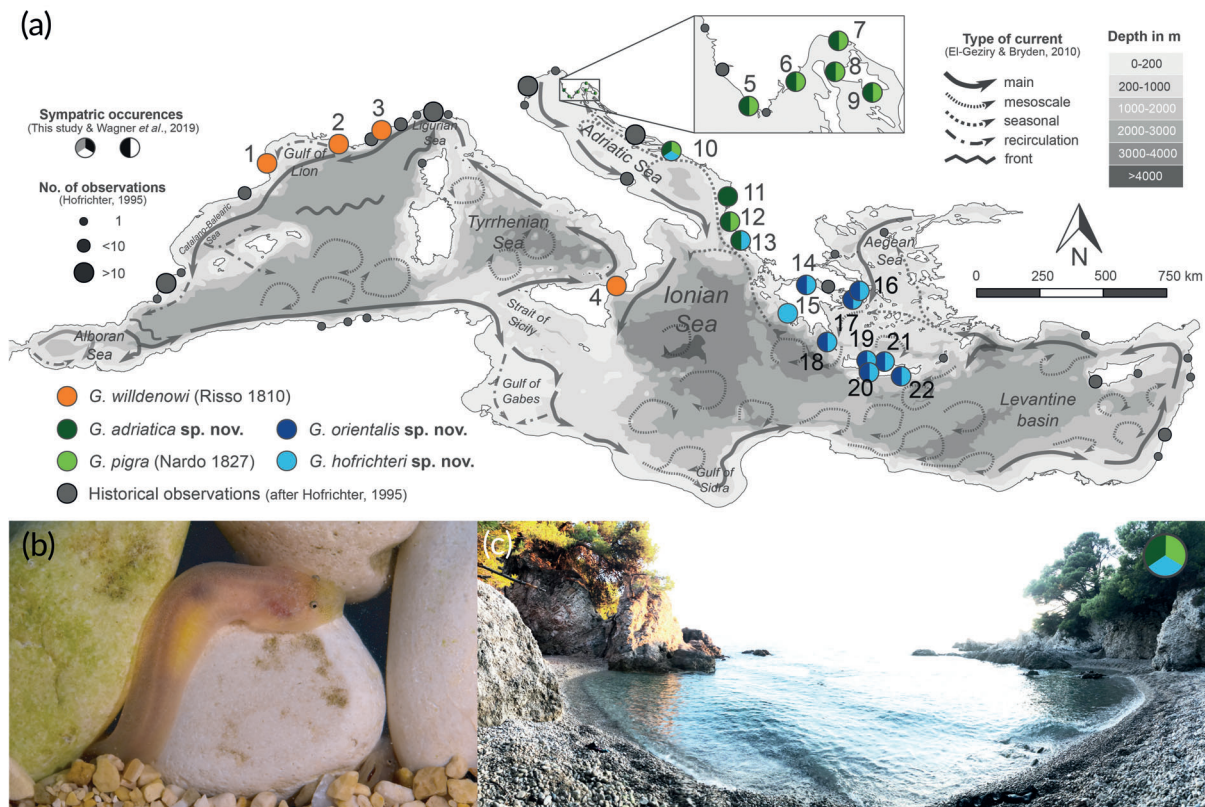 (a)
Sympatric occurences
(This study & Wagner et al., 2019)
No. of observations
(Hofrichter, 1995)
1
<10
>10
Type of current
(El-Geziry & Bryden, 2010)
main
mesoscale
seasonal
recirculation
front
Depth in m
0-200
200-1000
1000-2000
2000-3000
3000-4000
>4000
N
0 250 500 750 km
1
2
3
4
5
6
7
8
9
10
11
12
13
14
15
16
17
18
19
20
21
22
Gulf of
Lion
Ligurian
Sea
Catalano-Balearic
Sea
Alboran
Sea
Tyrrhenian
Sea
Adriatic Sea
Strait of
Sicily
Gulf of
Gabes
Ionian
Sea
Gulf of
Sidra
Aegean
Sea
Levantine
basin
G. willdenowi (Risso 1810)
G. adriatica sp. nov.
G. orientalis sp. nov.
G. pigra (Nardo 1827)
G. hofrichteri sp. nov.
Historical observations (after Hofrichter, 1995)
(b)
(c)